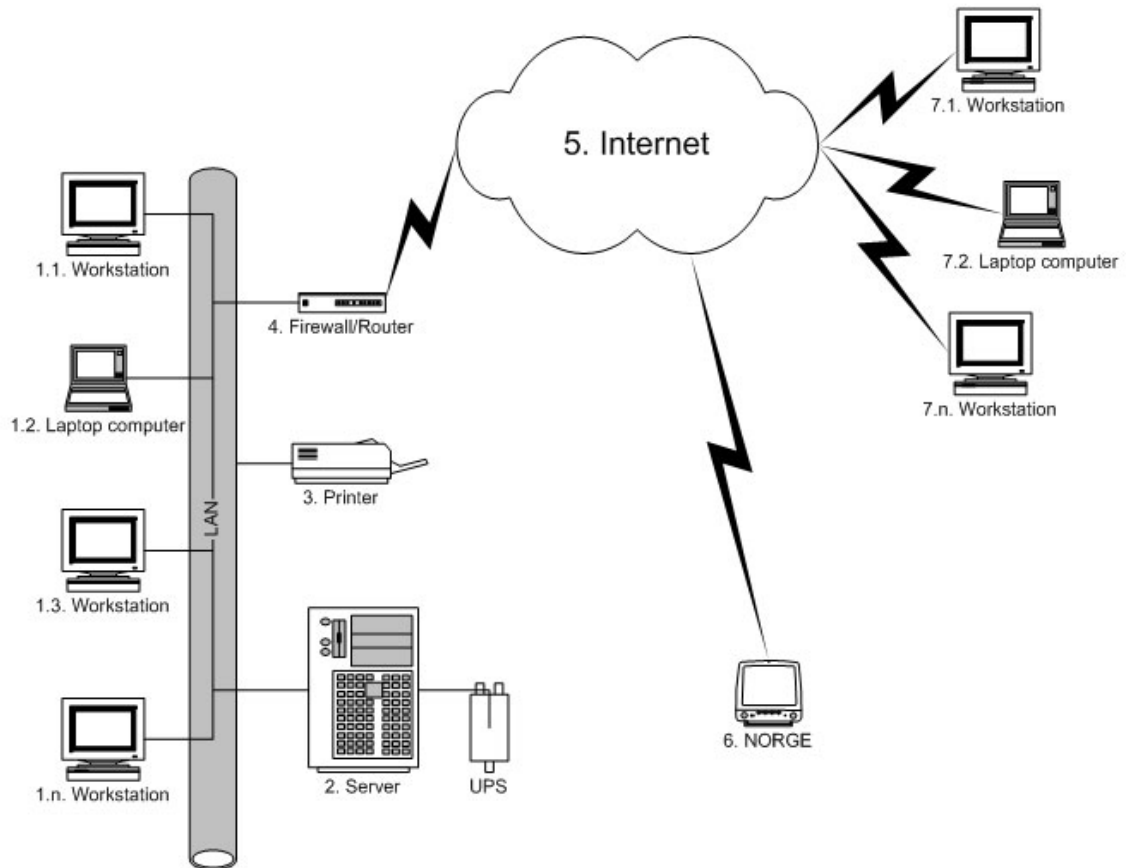 5. Internet
7.1. Workstation
7.2. Laptop computer
7.n. Workstation
1.1. Workstation
4. Firewall/Router
1.2. Laptop computer
3. Printer
LAN
1.3. Workstation
1.n. Workstation
2. Server
UPS
6. NORGE